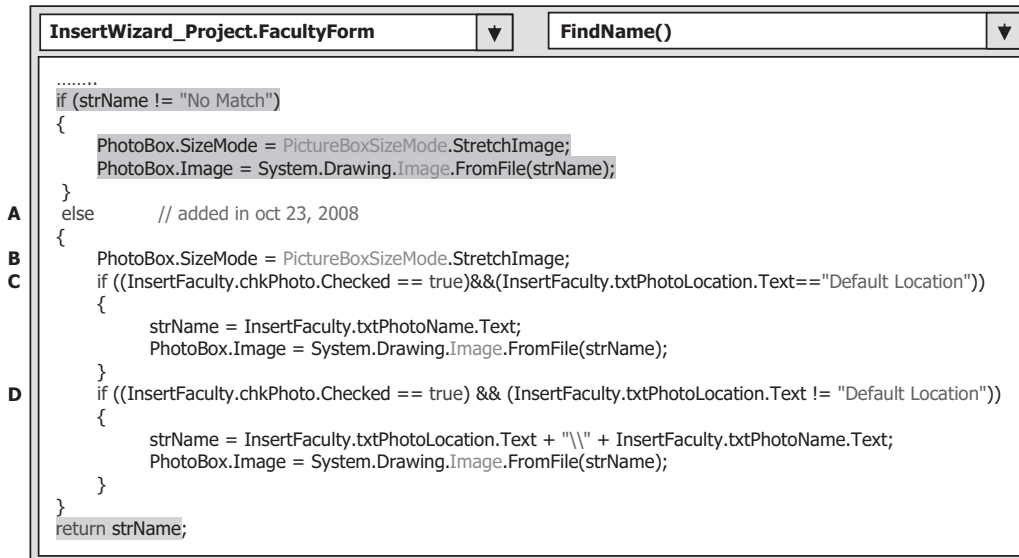 InsertWizard_Project.FacultyForm FindName()
……..
if (strName != "No Match")
{
PhotoBox.SizeMode = PictureBoxSizeMode.StretchImage;
PhotoBox.Image = System.Drawing.Image.FromFile(strName);
}
A else // added in oct 23, 2008
{
B PhotoBox.SizeMode = PictureBoxSizeMode.StretchImage;
C if ((InsertFaculty.chkPhoto.Checked == true)&&(InsertFaculty.txtPhotoLocation.Text=="Default Location"))
{
strName = InsertFaculty.txtPhotoName.Text;
PhotoBox.Image = System.Drawing.Image.FromFile(strName);
}
D if ((InsertFaculty.chkPhoto.Checked == true) && (InsertFaculty.txtPhotoLocation.Text != "Default Location"))
{
strName = InsertFaculty.txtPhotoLocation.Text + "\\" + InsertFaculty.txtPhotoName.Text;
PhotoBox.Image = System.Drawing.Image.FromFile(strName);
}
}
return strName;